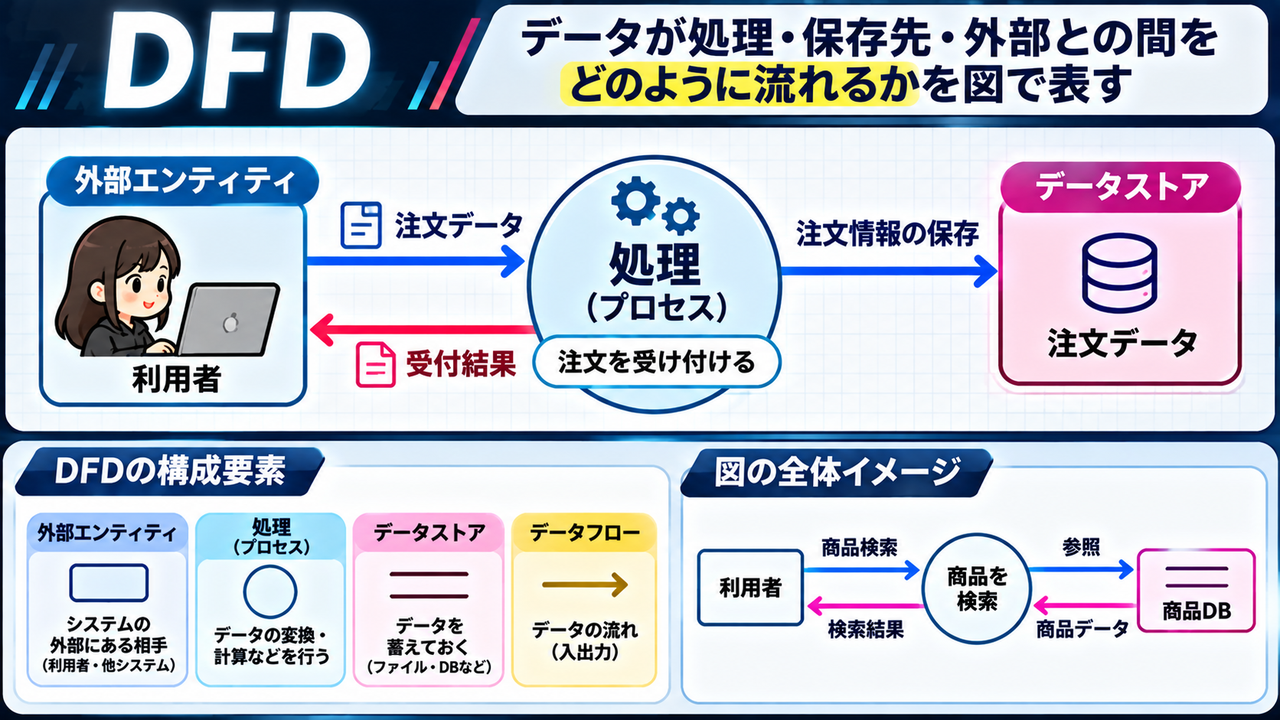 DFD
データが処理・保存先・外部との間を
どのように流れるかを図で表す
外部エンティティ
利用者
注文データ
受付結果
処理
（プロセス）
注文を受け付ける
注文情報の保存
データストア
注文データ
DFDの構成要素
外部エンティティ
システムの
外部にある相手
（利用者・他システム）
処理
（プロセス）
データの変換・
計算などを行う
データストア
データを
蓄えておく
（ファイル・DBなど）
データフロー
データの流れ
（入出力）
図の全体イメージ
利用者
商品検索
検索結果
商品を
検索
参照
商品データ
商品DB